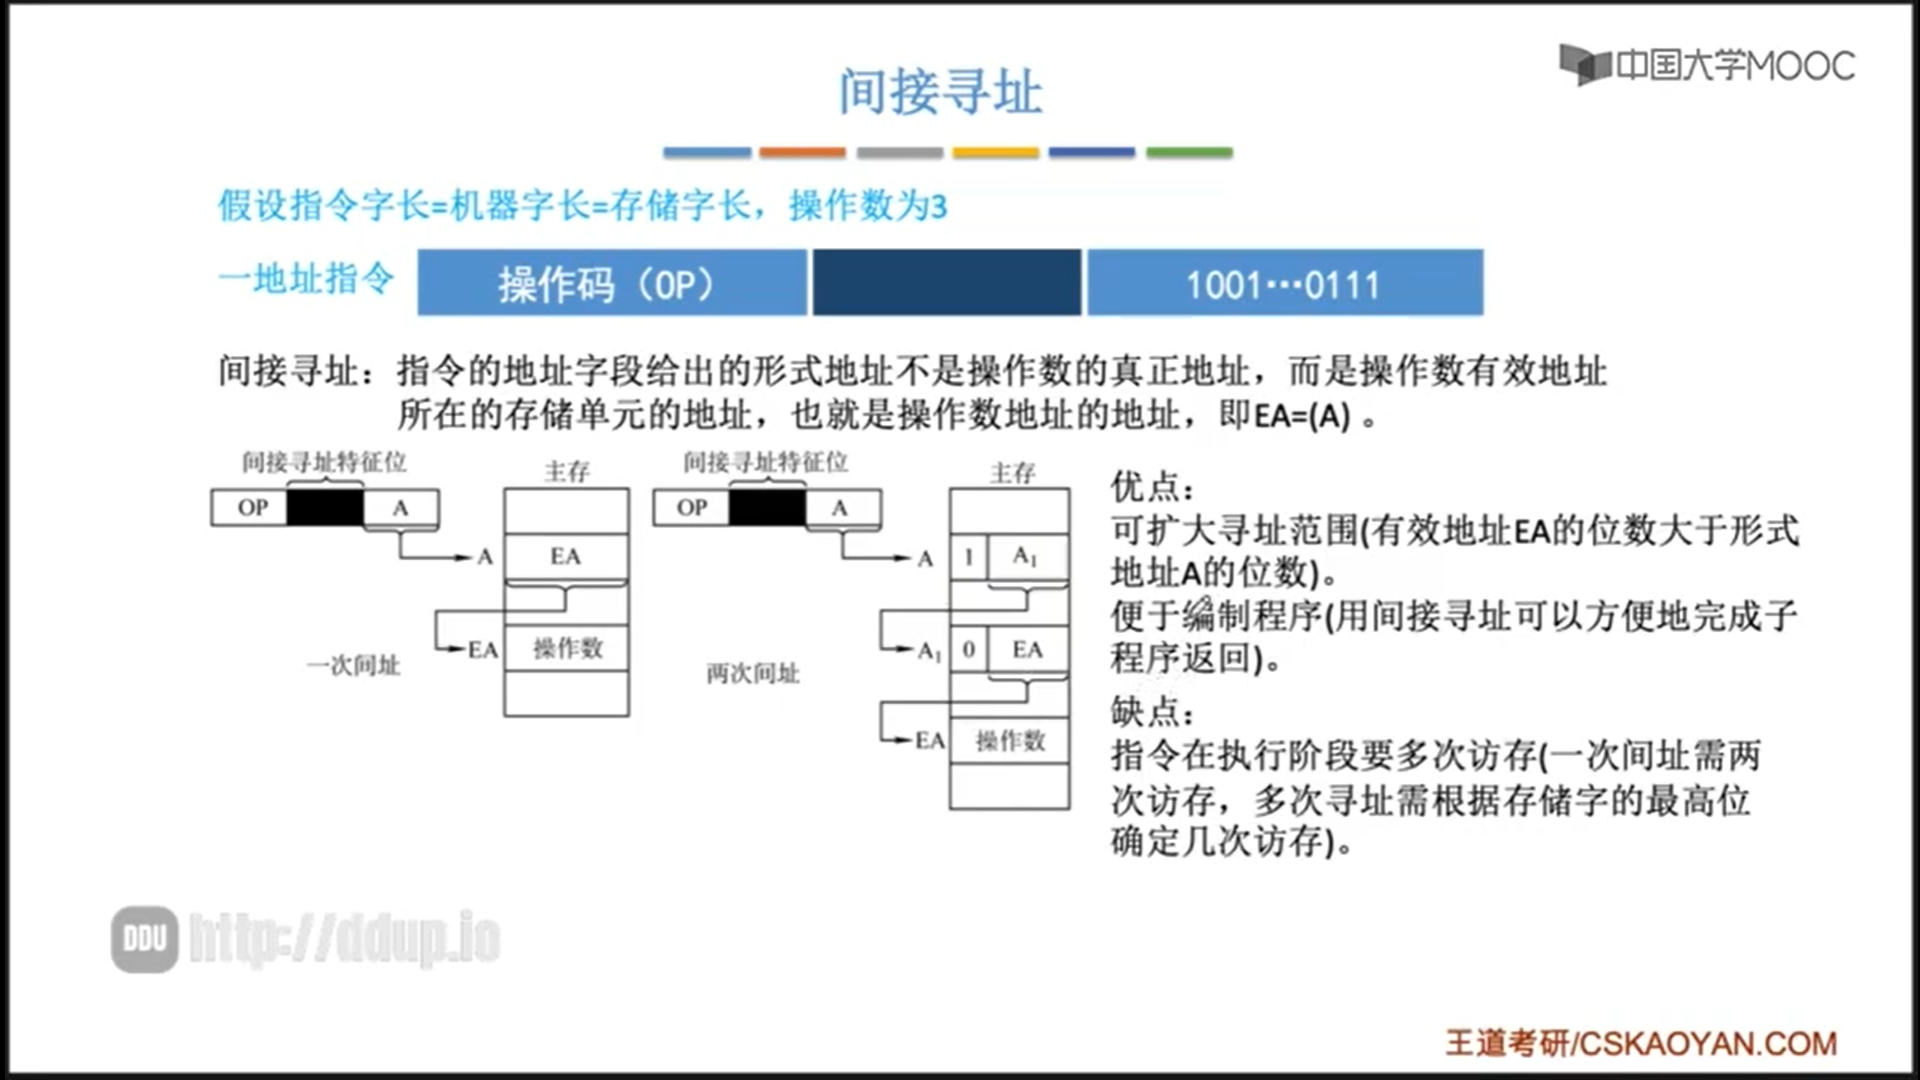 间接寻址
中国大学MOOC
假设指令字长=机器字长=存储字长，操作数为3
一地址指令
操作码（OP）
1001···0111
间接寻址：指令的地址字段给出的形式地址不是操作数的真正地址，而是操作数有效地址
所在的存储单元的地址，也就是操作数地址的地址，即EA=(A)。
间接寻址特征位
OP
A
主存
A
EA
EA
操作数
一次间址
间接寻址特征位
OP
A
主存
A
1
A₁
A₁
0
EA
EA
操作数
两次间址
优点：
可扩大寻址范围(有效地址EA的位数大于形式
地址A的位数)。
便于编制程序(用间接寻址可以方便地完成子
程序返回)。
缺点：
指令在执行阶段要多次访存(一次间址需两
次访存，多次寻址需根据存储字的最高位
确定几次访存)。
DDU http://ddup.io
王道考研/CSKAOYAN.COM